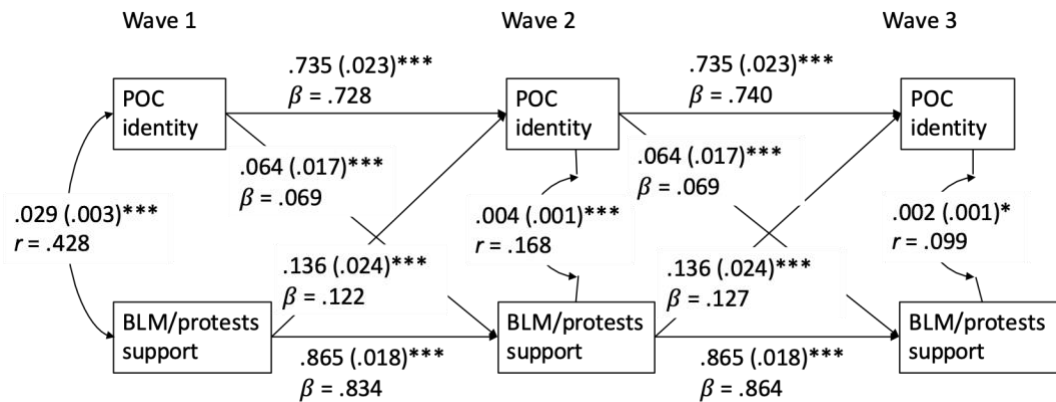 Wave 1
Wave 2
Wave 3
.735 (.023)***
β = .728
.735 (.023)***
β = .740
POC
identity
POC
identity
POC
identity
.064 (.017)***
β = .069
.064 (.017)***
β = .069
.029 (.003)***
r = .428
.004 (.001)***
r = .168
.002 (.001)*
r = .099
.136 (.024)***
β = .122
.136 (.024)***
β = .127
BLM/protests
support
BLM/protests
support
BLM/protests
support
.865 (.018)***
β = .834
.865 (.018)***
β = .864